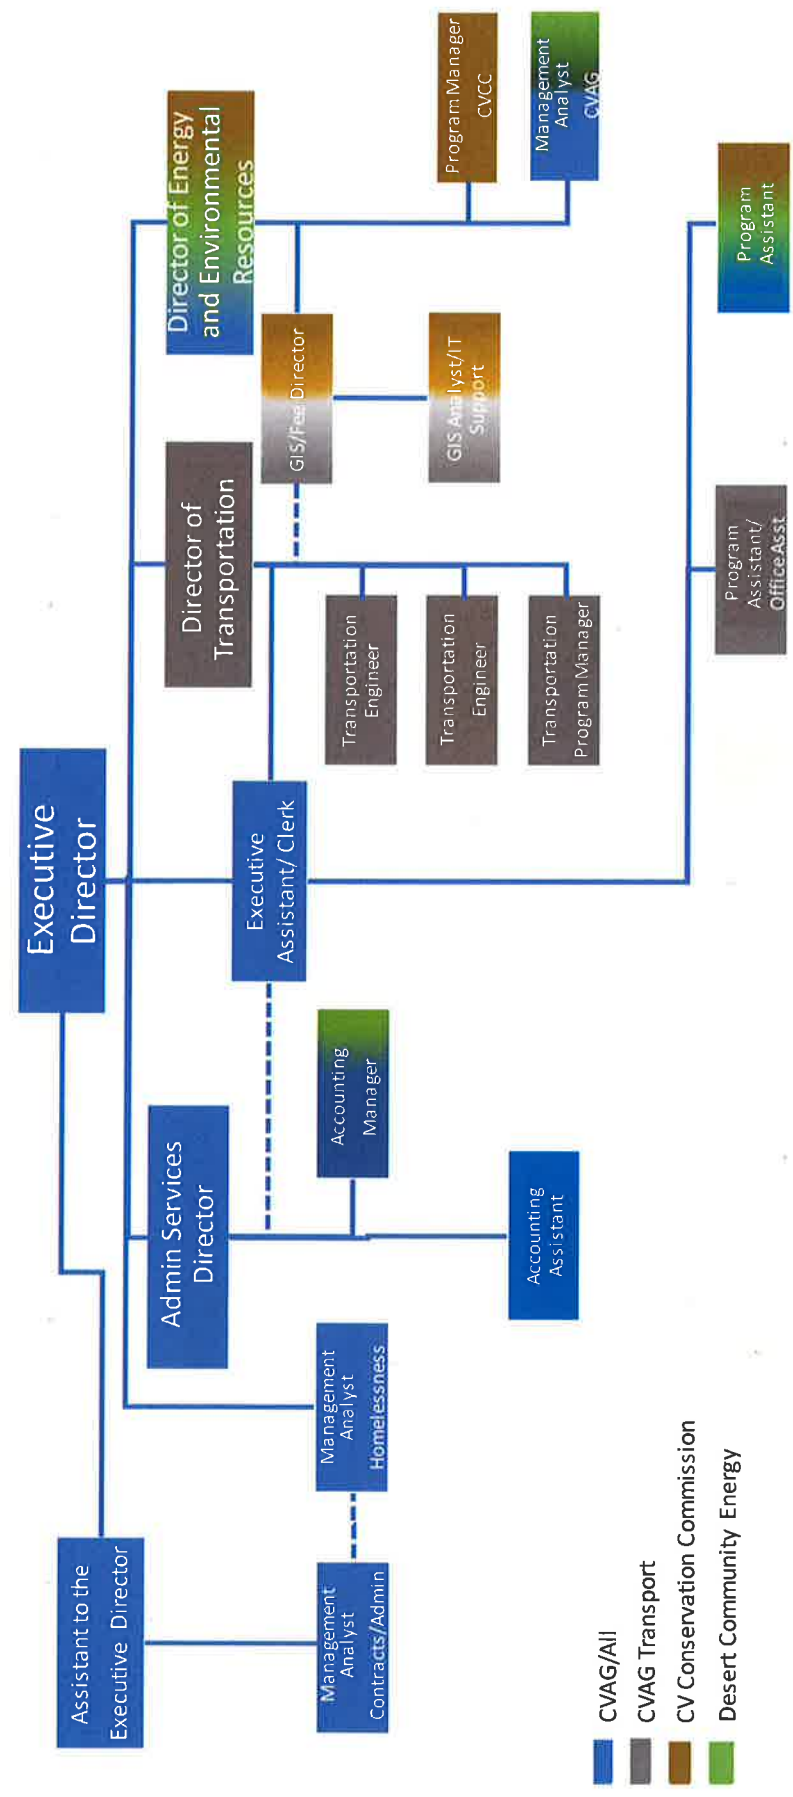 Executive
Director
Assistant to the
Executive Director
Admin Services
Director
Director of
Transportation
Director of Energy
and Environmental
Resources
Executive
Assistant/ Clerk
Management
Analyst
Contracts/Admin
Management
Analyst
Homelessness
Accounting
Manager
Transportation
Engineer
GIS/Fee Director
Transportation
Engineer
GIS Analyst/IT
Support
Program Manager
CVCC
Accounting
Assistant
Transportation
Program Manager
Management
Analyst
CVAG
Program
Assistant/
Office Asst
Program
Assistant
CVAG/All
CVAG Transport
CV Conservation Commission
Desert Community Energy